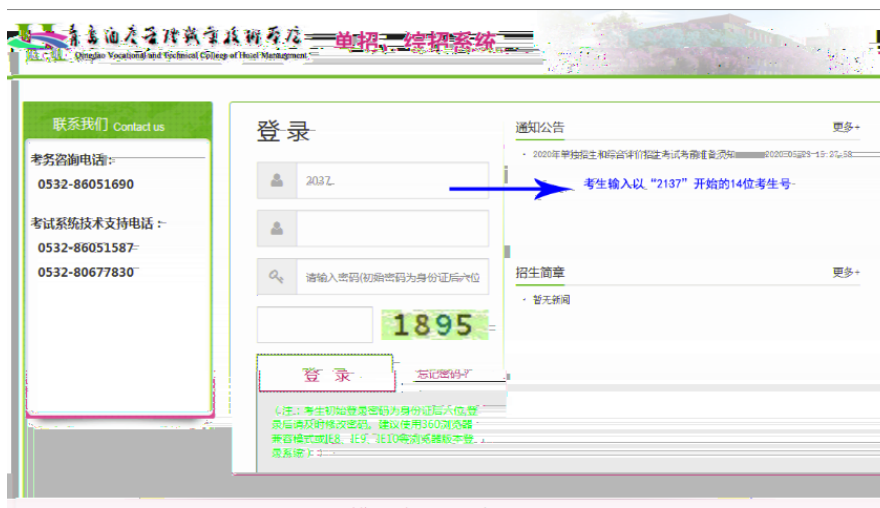 青岛酒店管理职业技术学院
单招、综招系统
Qingdao Vocational and Technical College of Hotel Management
联系我们 Contact us
考务咨询电话：
0532-86051690
考试系统技术支持电话：
0532-86051587
0532-80677830
登录
2037
请输入密码(初始密码为身份证后六位
1895
登 录
忘记密码？
（注：考生初始登录密码为身份证后六位,登
录后请及时修改密码。建议使用360浏览器
兼容模式或IE8、IE9、IE10等浏览器版本登
通知公告
更多+
· 2020年单独招生和综合评价招生考试考前准备须知
考生输入以“2137”开始的14位考生号
招生简章
更多+
· 暂无新闻